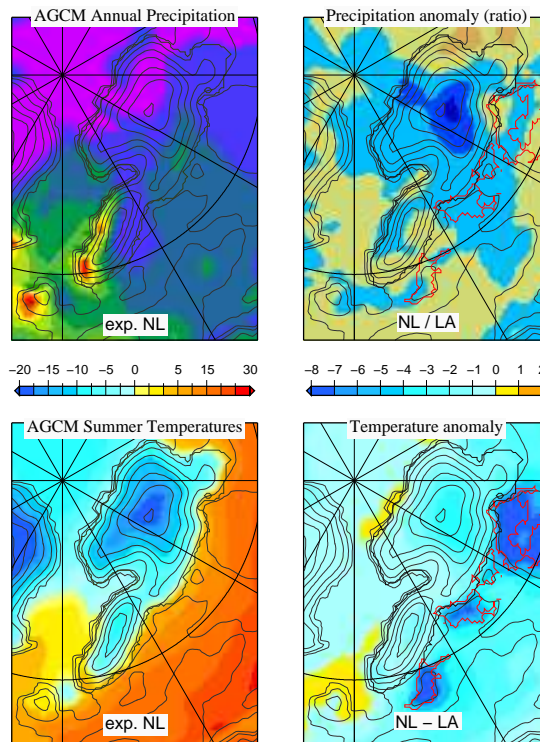 AGCM Annual Precipitation
Precipitation anomaly (ratio)
exp. NL
NL / LA
−20 −15 −10 −5 0 5 15 30
−8 −7 −6 −5 −4 −3 −2 −1 0 1 2
AGCM Summer Temperatures
Temperature anomaly
exp. NL
NL − LA